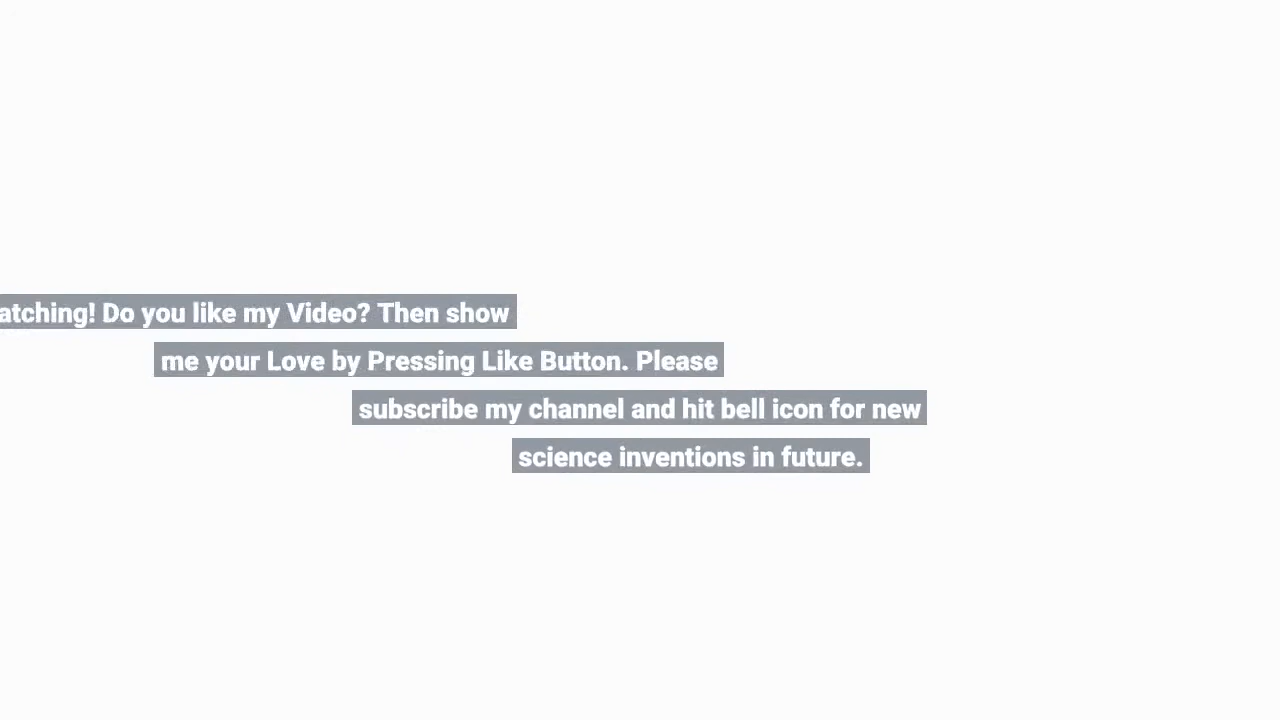 atching! Do you like my Video? Then show
me your Love by Pressing Like Button. Please
subscribe my channel and hit bell icon for new
science inventions in future.